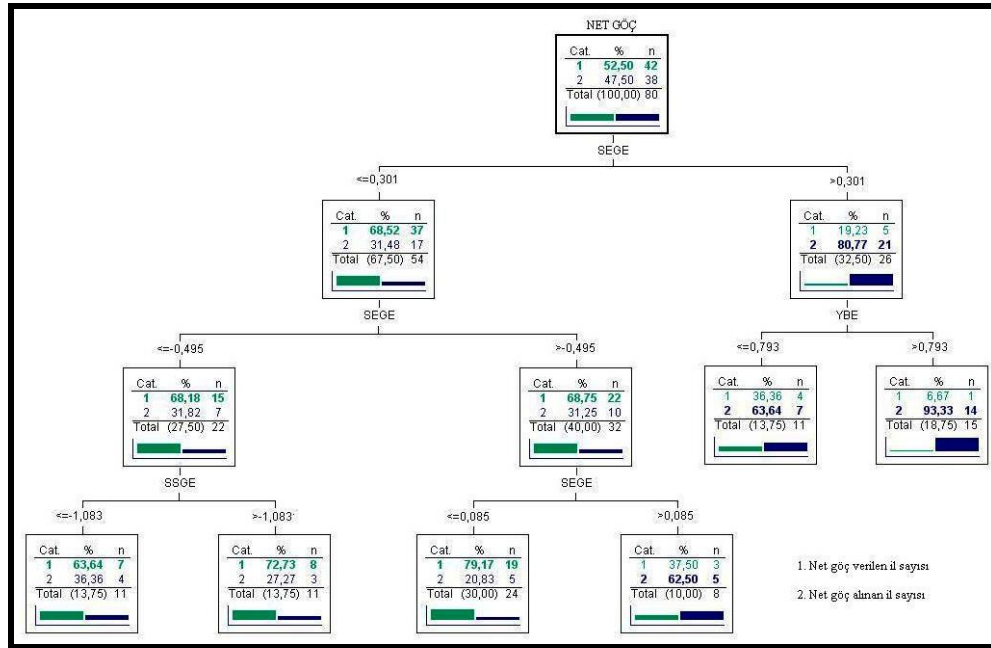 NET GÖÇ
Cat. % n
1 52,50 42
2 47,50 38
Total (100,00) 80
SEGE
<=0,301
>0,301
Cat. % n
1 68,52 37
2 31,48 17
Total (67,50) 54
Cat. % n
1 19,23 5
2 80,77 21
Total (32,50) 26
SEGE
YBE
<=-0,495
>-0,495
<=0,793
>0,793
Cat. % n
1 68,18 15
2 31,82 7
Total (27,50) 22
Cat. % n
1 68,75 22
2 31,25 10
Total (40,00) 32
Cat. % n
1 36,36 4
2 63,64 7
Total (13,75) 11
Cat. % n
1 6,67 1
2 93,33 14
Total (18,75) 15
SSGE
SEGE
<=-1,083
>-1,083
<=0,085
>0,085
Cat. % n
1 63,64 7
2 36,36 4
Total (13,75) 11
Cat. % n
1 72,73 8
2 27,27 3
Total (13,75) 11
Cat. % n
1 79,17 19
2 20,83 5
Total (30,00) 24
Cat. % n
1 37,50 3
2 62,50 5
Total (10,00) 8
1. Net göç verilen il sayısı
2. Net göç alınan il sayısı